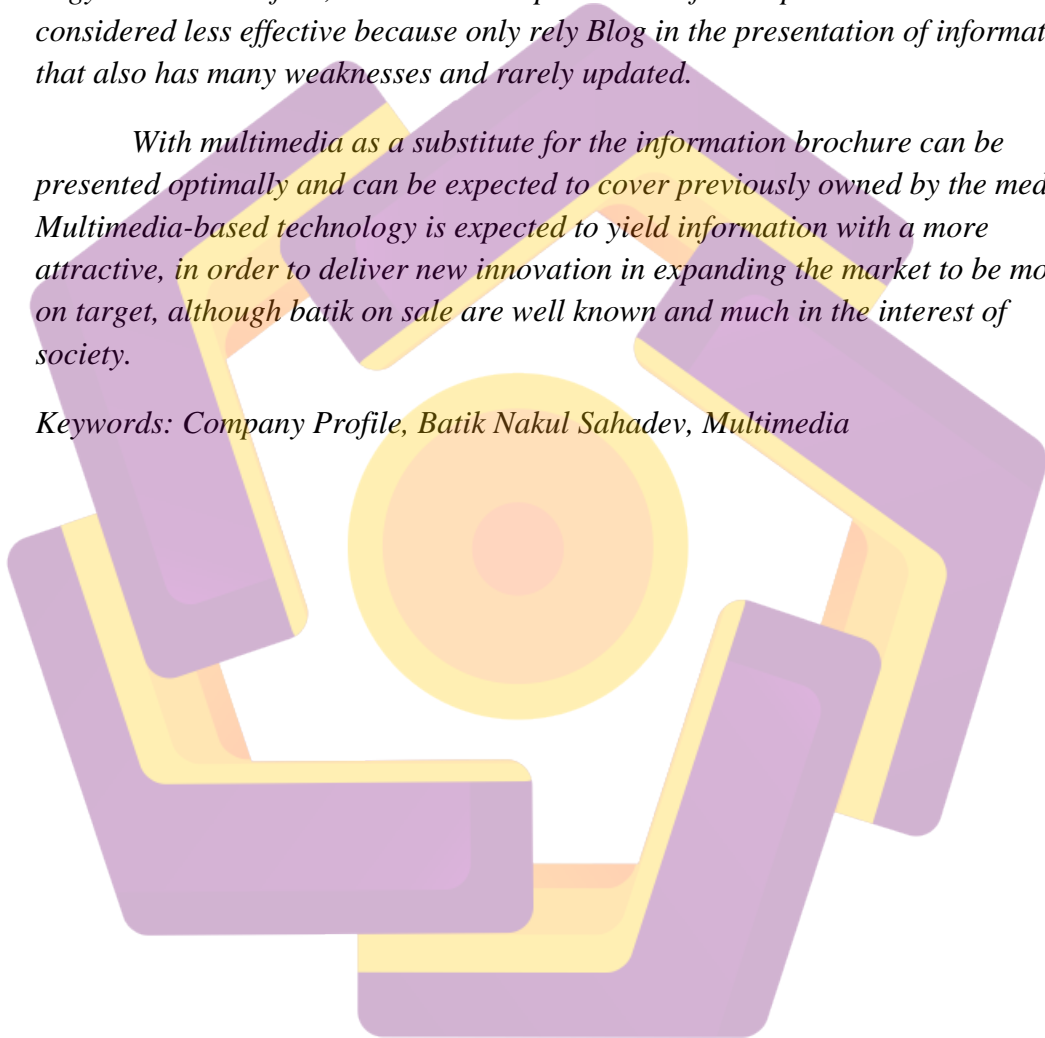 considered less effective because only rely Blog in the presentation of informat
that also has many weaknesses and rarely updated.
With multimedia as a substitute for the information brochure can be
presented optimally and can be expected to cover previously owned by the med
Multimedia-based technology is expected to yield information with a more
attractive, in order to deliver new innovation in expanding the market to be mo
on target, although batik on sale are well known and much in the interest of
society.
Keywords: Company Profile, Batik Nakul Sahadev, Multimedia